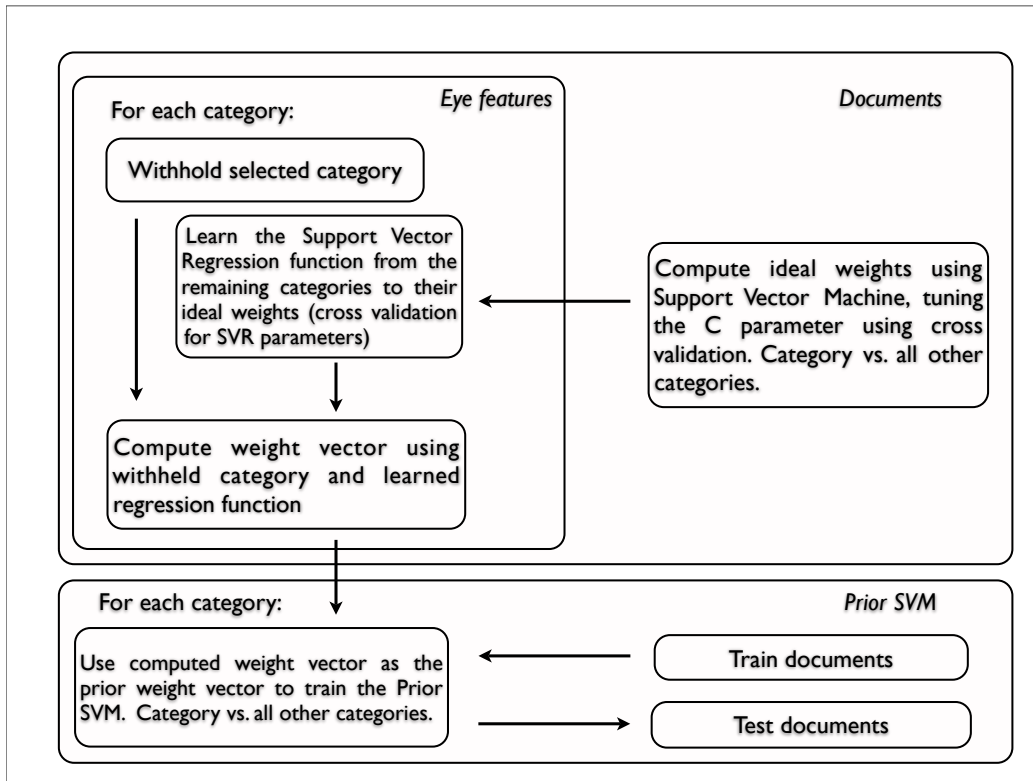 Eye features
Documents
For each category:
Withhold selected category
Learn the Support Vector
Regression function from the
remaining categories to their
ideal weights (cross validation
for SVR parameters)
Compute ideal weights using
Support Vector Machine, tuning
the C parameter using cross
validation. Category vs. all other
categories.
Compute weight vector using
withheld category and learned
regression function
For each category:
Prior SVM
Use computed weight vector as the
prior weight vector to train the Prior
SVM. Category vs. all other categories.
Train documents
Test documents